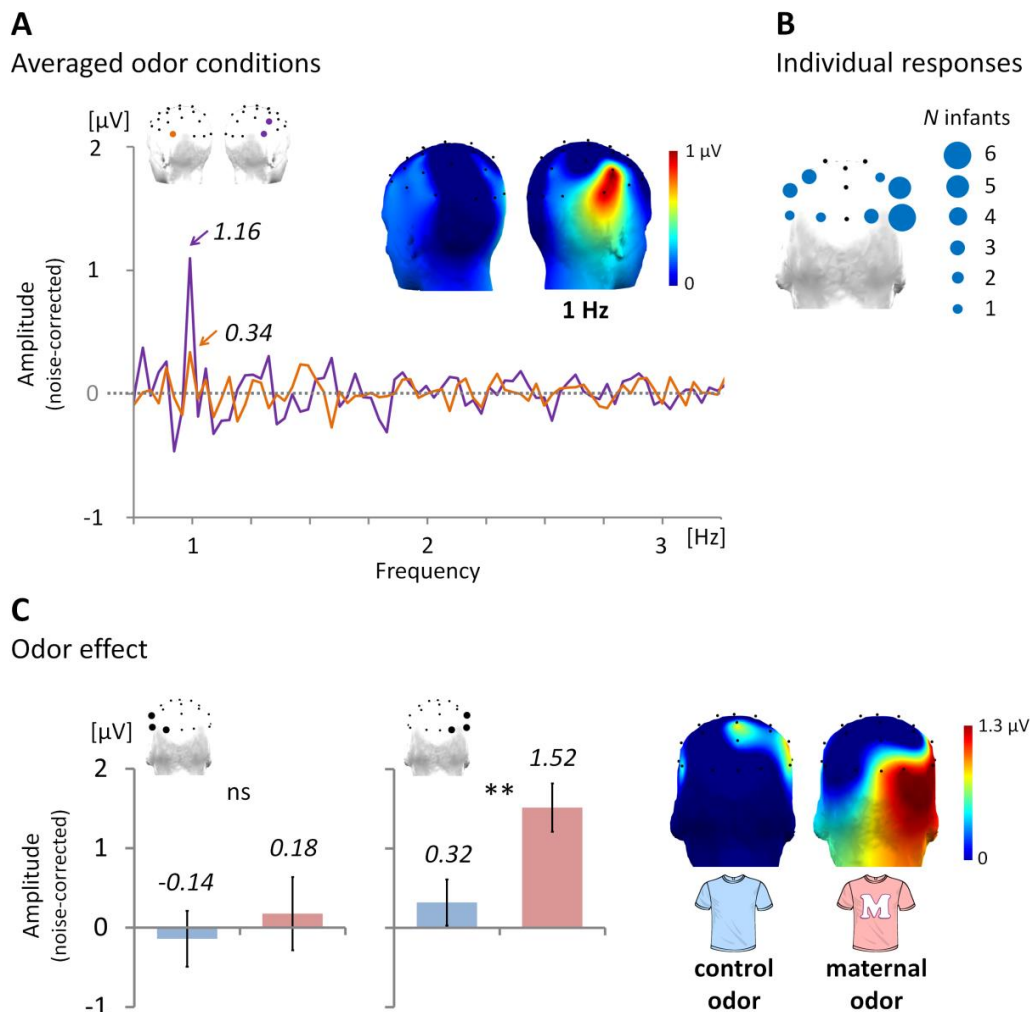 A
Averaged odor conditions
[µV]
2
1
0
-1
Amplitude
(noise-corrected)
1.16
0.34
1 µV
0
1 Hz
1
2
3
[Hz]
Frequency
B
Individual responses
N infants
6
5
4
3
2
1
C
Odor effect
[µV]
2
1
0
-1
Amplitude
(noise-corrected)
ns
-0.14
0.18
**
0.32
1.52
1.3 µV
0
M
control
odor
maternal
odor